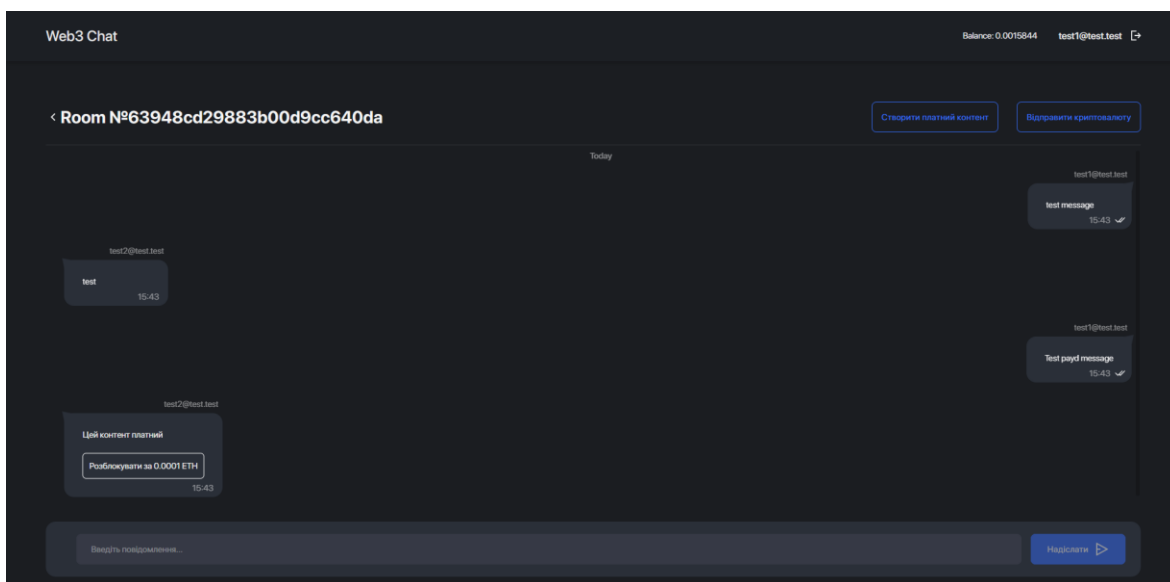 Web3 Chat
Balance: 0.0015844 test1@test.test
Room №63948cd29883b00d9cc640da
Створити платний контент
Відправити криптовалюту
Today
test1@test.test
test message
15:43
test2@test.test
test
15:43
test1@test.test
Test payd message
15:43
test2@test.test
Цей контент платний
Розблокувати за 0.0001 ETH
15:43
Введіть повідомлення...
Надіслати